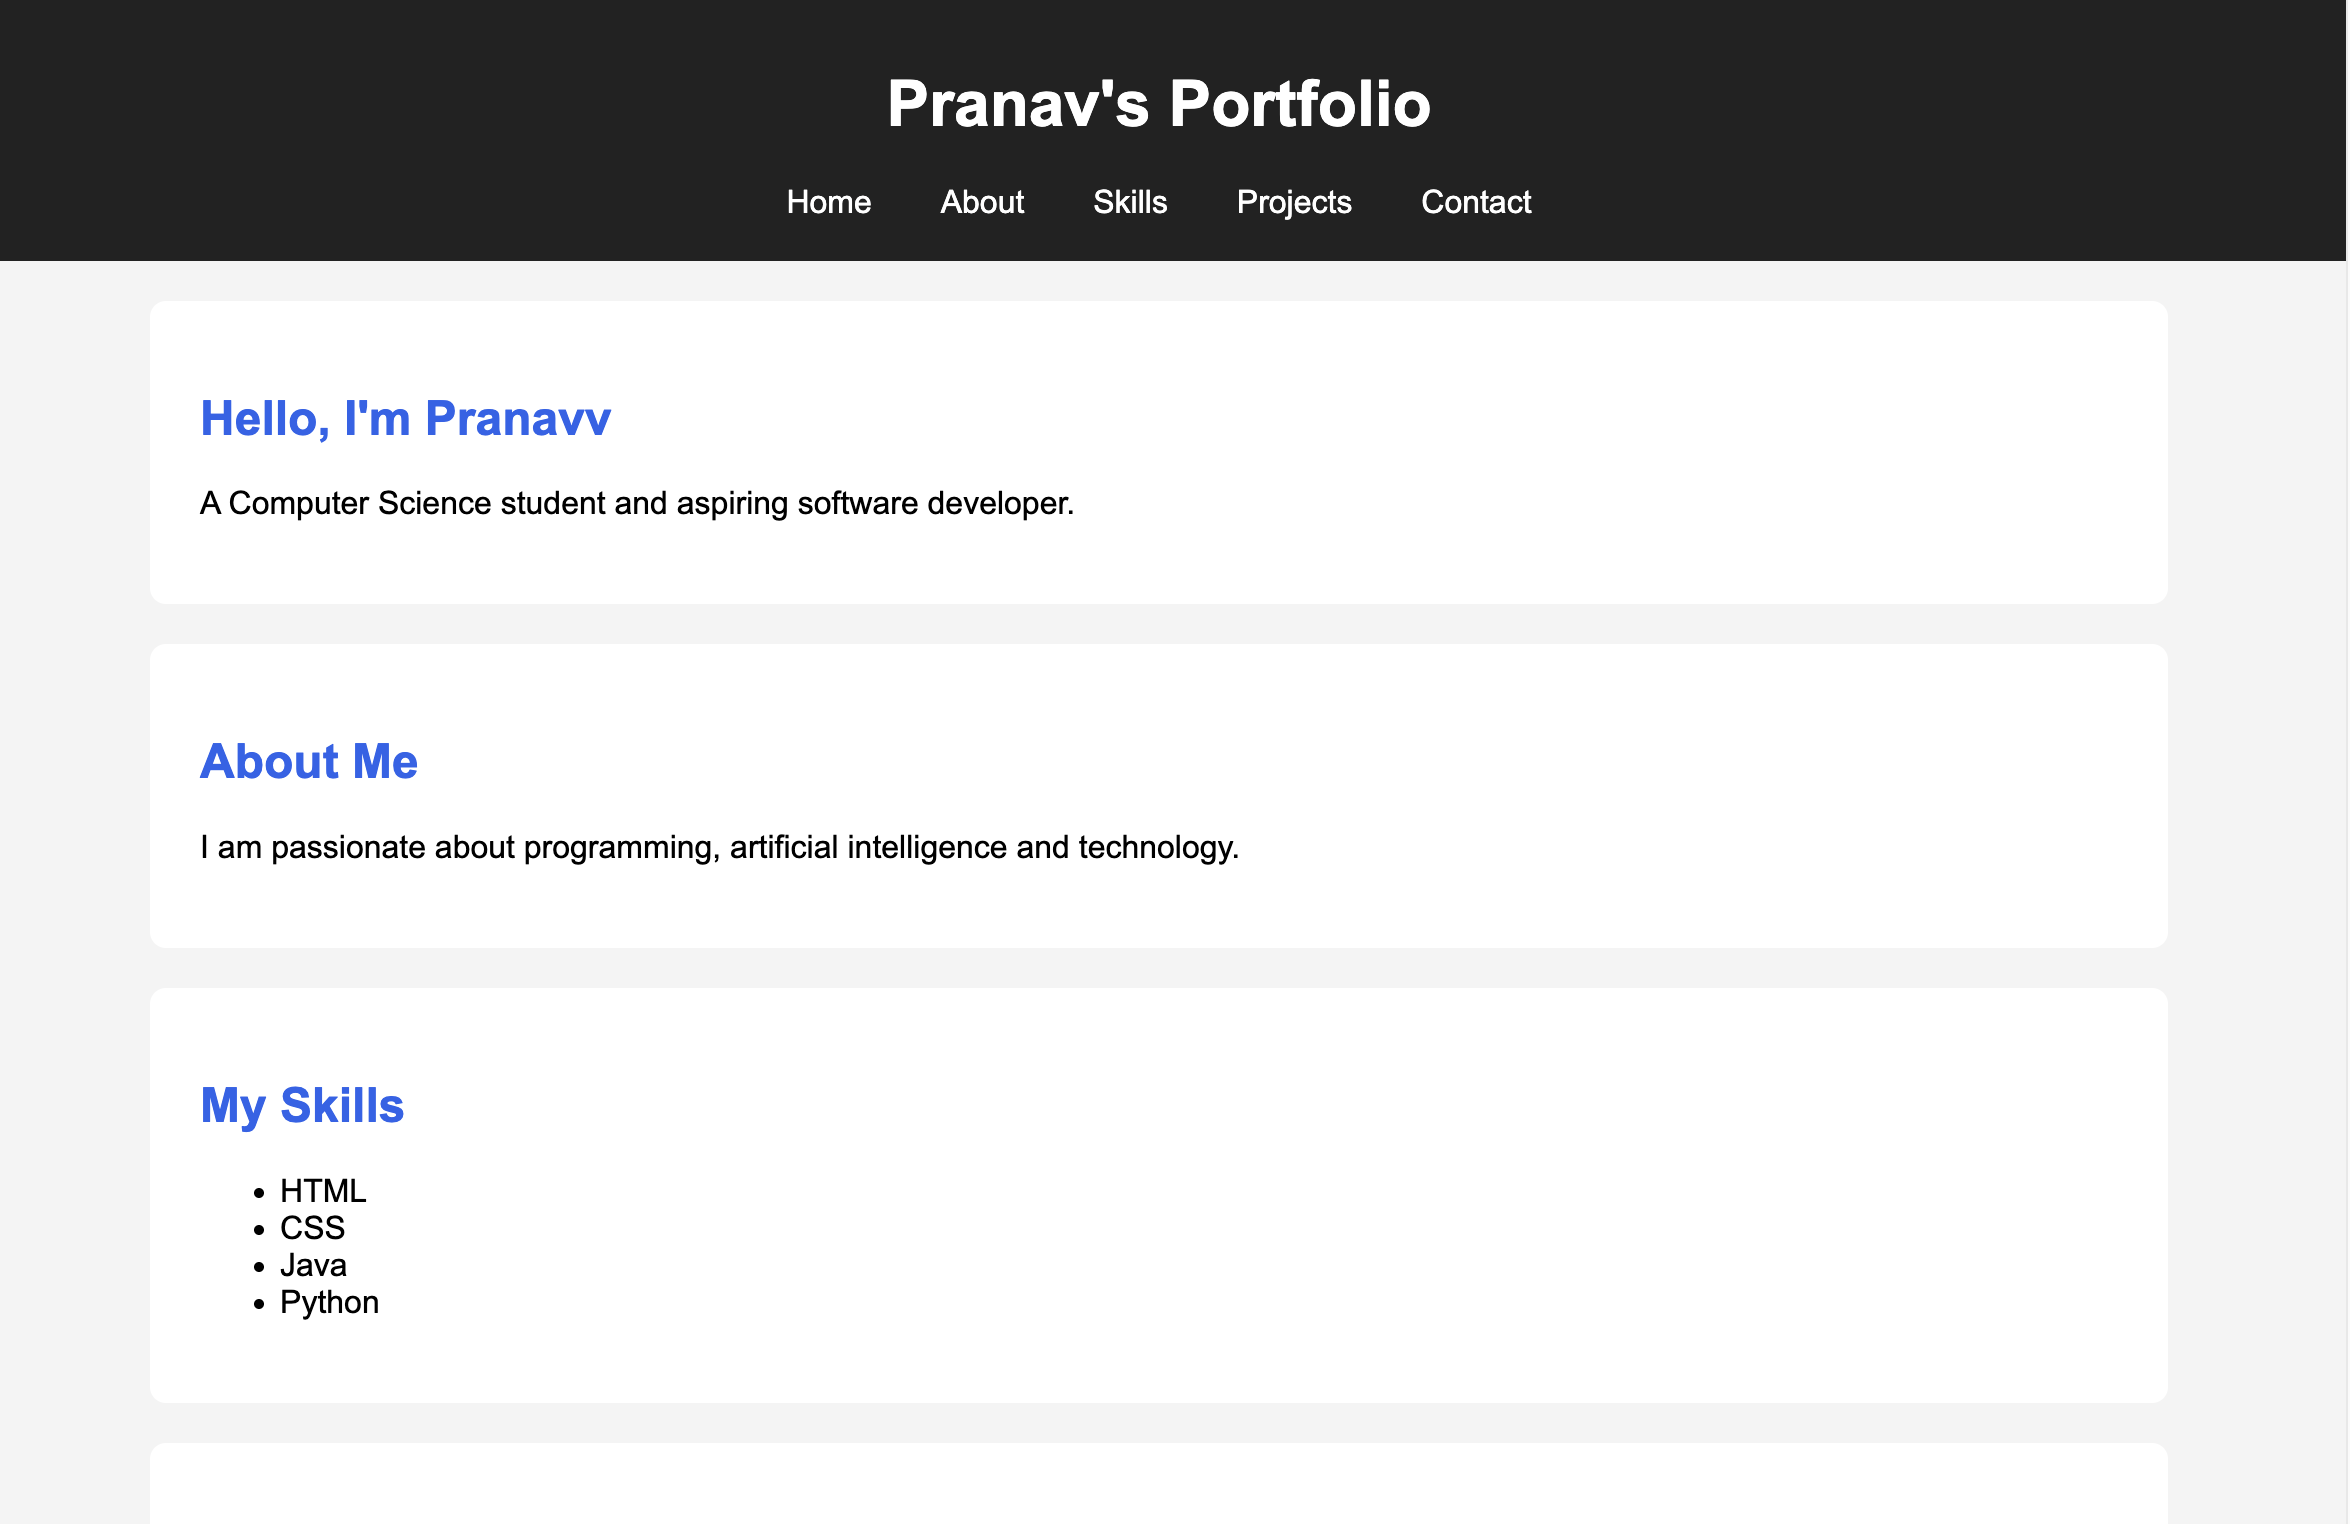 Pranav's Portfolio
Home About Skills Projects Contact
Hello, I'm Pranavv
A Computer Science student and aspiring software developer.
About Me
I am passionate about programming, artificial intelligence and technology.
My Skills
• HTML
• CSS
• Java
• Python